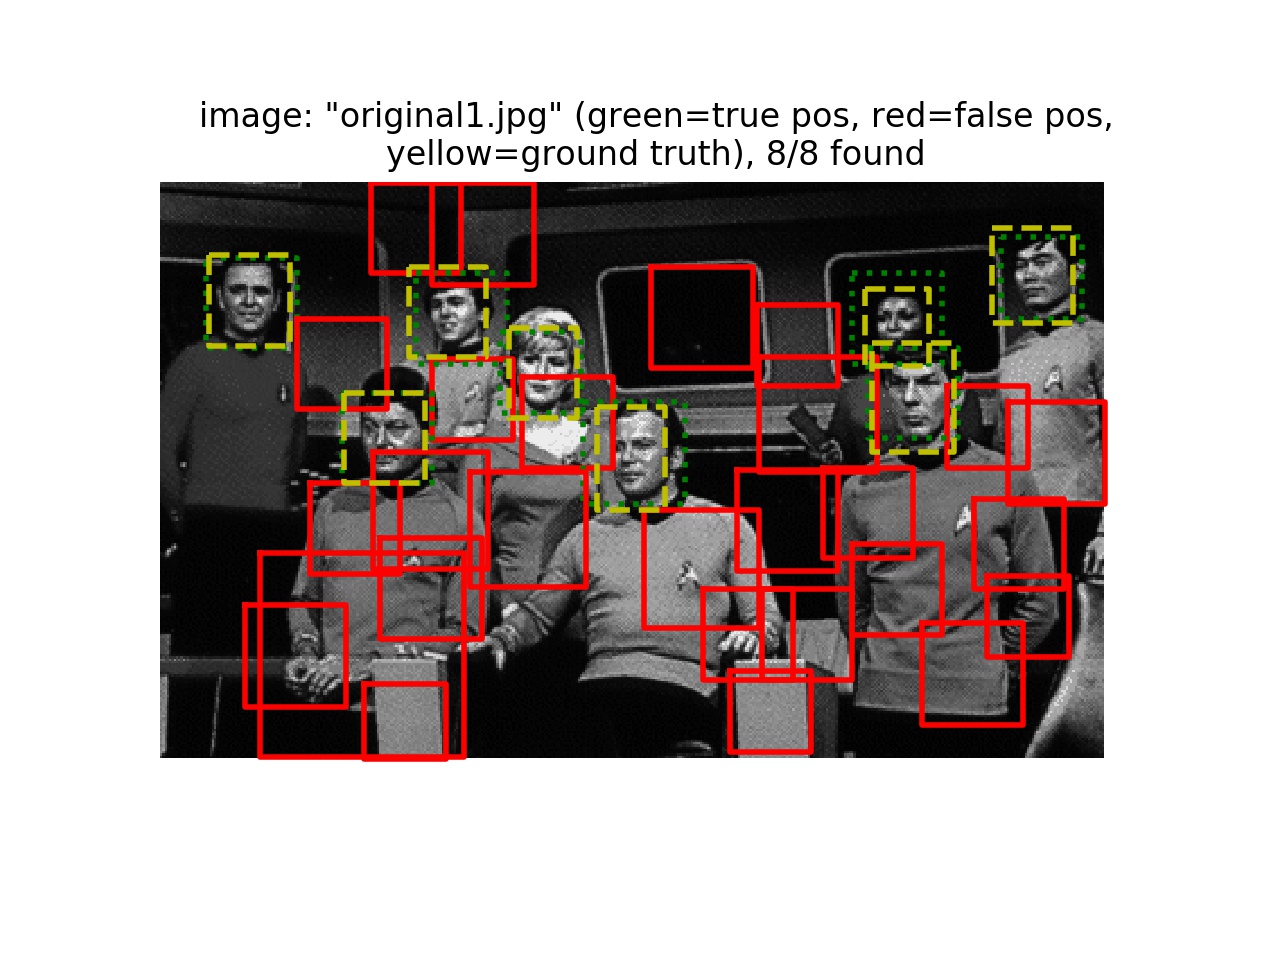 image: "original1.jpg" (green=true pos, red=false pos,
yellow=ground truth), 8/8 found